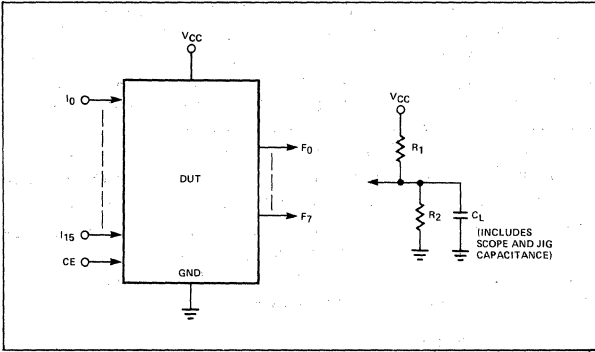 VCC
I0
F0
DUT
F7
I15
CE
GND
VCC
R1
R2
CL
(INCLUDES
SCOPE AND JIG
CAPACITANCE)